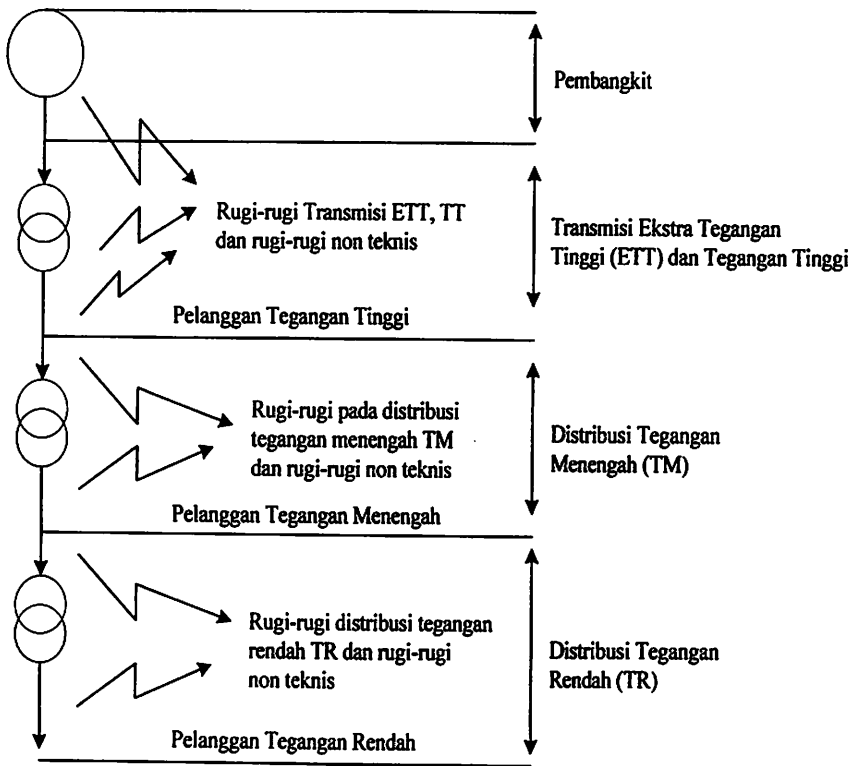 Pembangkit
Rugi-rugi Transmisi ETT, TT
dan rugi-rugi non teknis
Transmisi Ekstra Tegangan
Tinggi (ETT) dan Tegangan Tinggi
Pelanggan Tegangan Tinggi
Rugi-rugi pada distribusi
tegangan menengah TM
dan rugi-rugi non teknis
Distribusi Tegangan
Menengah (TM)
Pelanggan Tegangan Menengah
Rugi-rugi distribusi tegangan
rendah TR dan rugi-rugi
non teknis
Distribusi Tegangan
Rendah (TR)
Pelanggan Tegangan Rendah